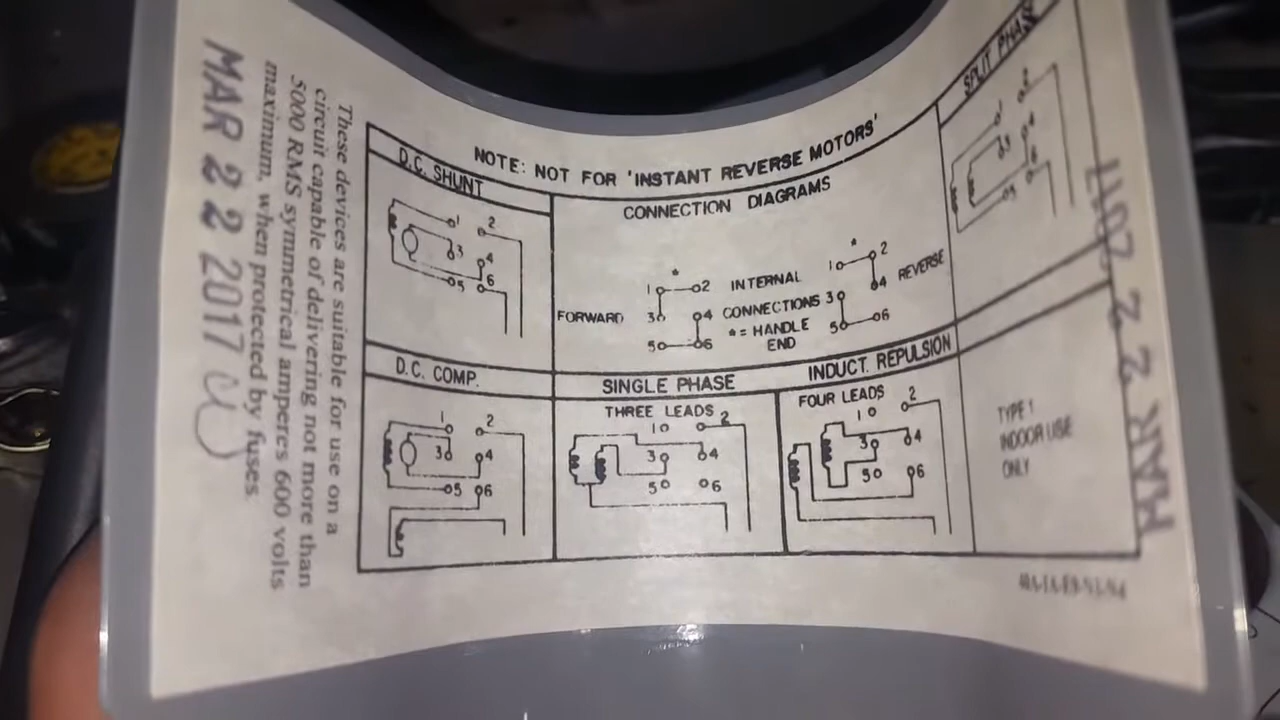 MAR 2 2 2017
These devices are suitable for use on a
circuit capable of delivering not more than
5000 RMS symmetrical amperes 600 volts
maximum, when protected by fuses
NOTE: NOT FOR 'INSTANT REVERSE MOTORS'
D.C. SHUNT
1 2
3 4
5 6
CONNECTION DIAGRAMS
FORWARD
* 1 2
3 4
5 6
INTERNAL
CONNECTIONS
*= HANDLE
END
* 1 2
3 4
5 6
REVERSE
SPLIT PHASE
1 2
3 4
5 6
D.C. COMP.
1 2
3 4
5 6
SINGLE PHASE
THREE LEADS
1 2
3 4
5 6
INDUCT. REPULSION
FOUR LEADS
1 2
3 4
5 6
TYPE 1
INDOOR USE
ONLY
MAR 2 2 2017